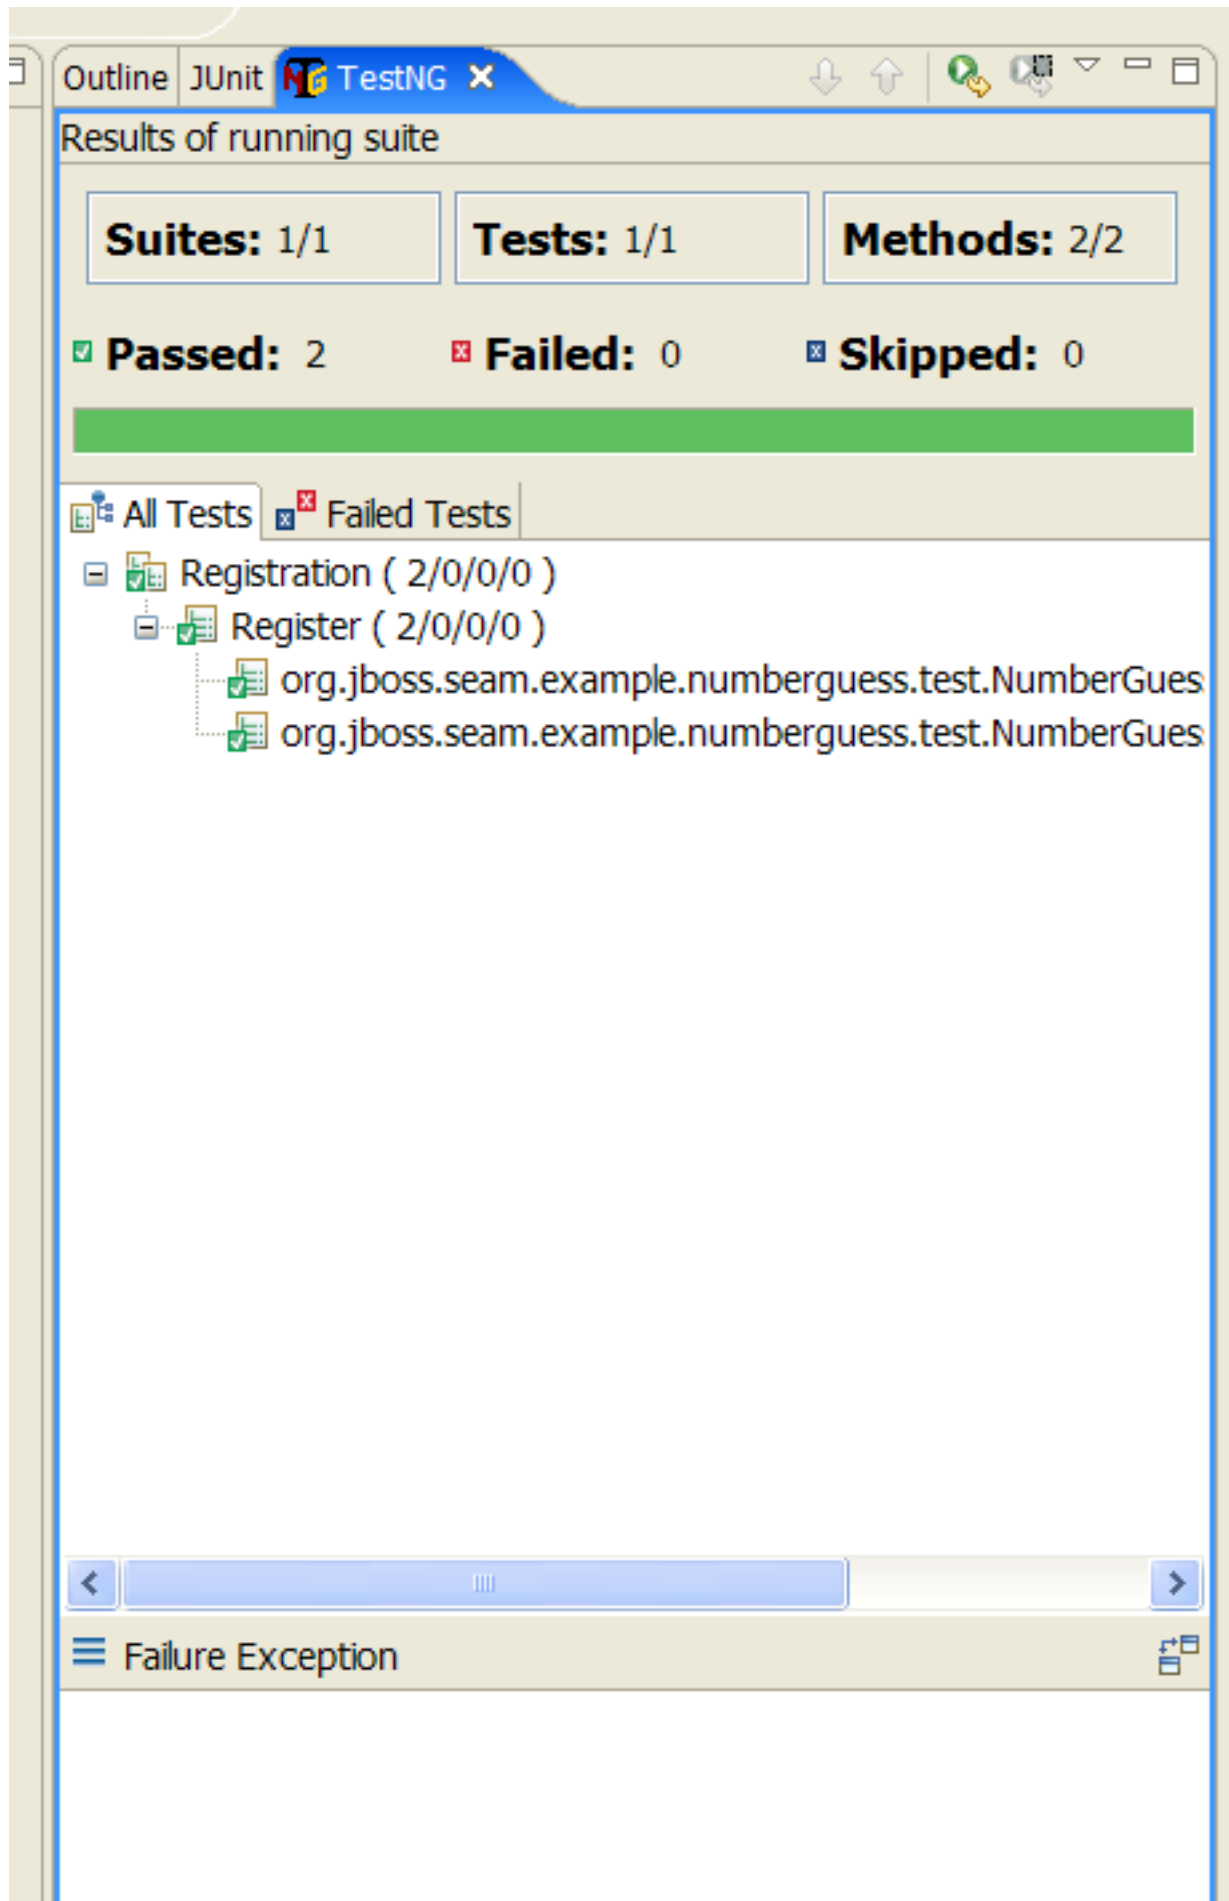 Outline JUnit TestNG
Results of running suite
Suites: 1/1 Tests: 1/1 Methods: 2/2
Passed: 2 Failed: 0 Skipped: 0
All Tests Failed Tests
Registration ( 2/0/0/0 )
Register ( 2/0/0/0 )
org.jboss.seam.example.numberguess.test.NumberGues
org.jboss.seam.example.numberguess.test.NumberGues
Failure Exception